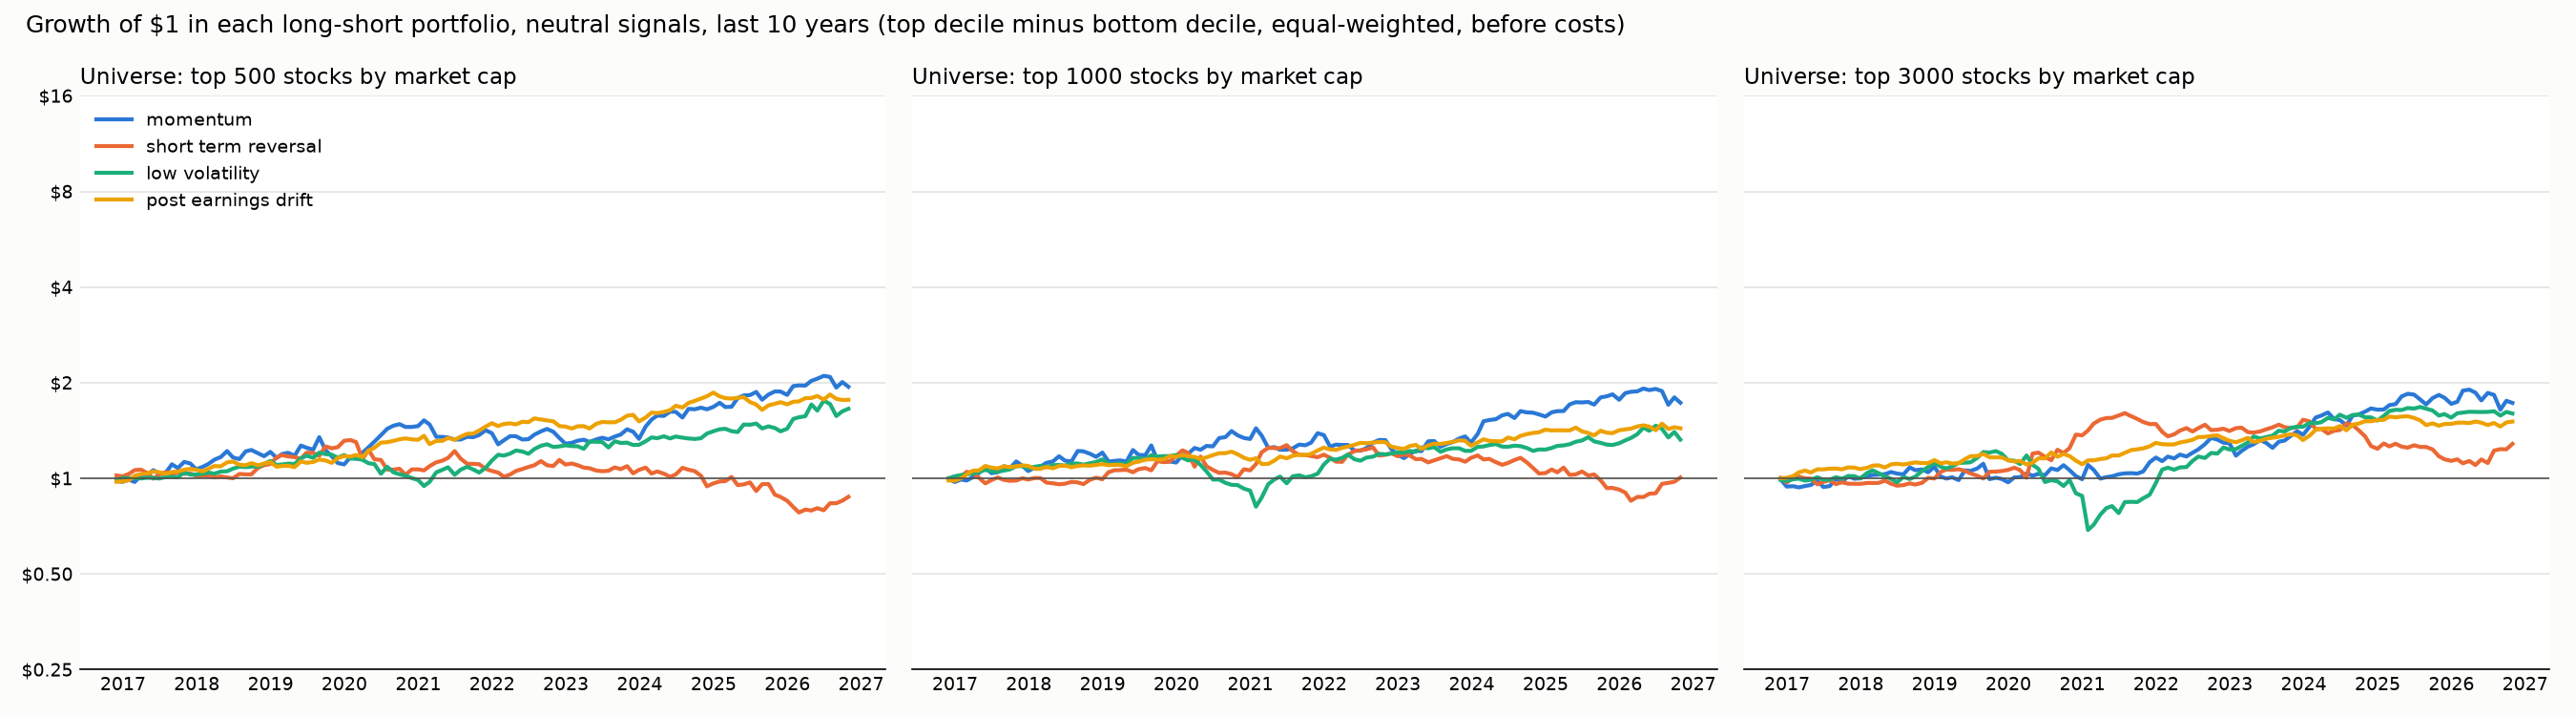 Growth of $1 in each long-short portfolio, neutral signals, last 10 years (top decile minus bottom decile, equal-weighted, before costs)
Universe: top 500 stocks by market cap
Universe: top 1000 stocks by market cap
Universe: top 3000 stocks by market cap
$16
$8
$4
$2
$1
$0.50
$0.25
momentum
short term reversal
low volatility
post earnings drift
2017 2018 2019 2020 2021 2022 2023 2024 2025 2026 2027
2017 2018 2019 2020 2021 2022 2023 2024 2025 2026 2027
2017 2018 2019 2020 2021 2022 2023 2024 2025 2026 2027